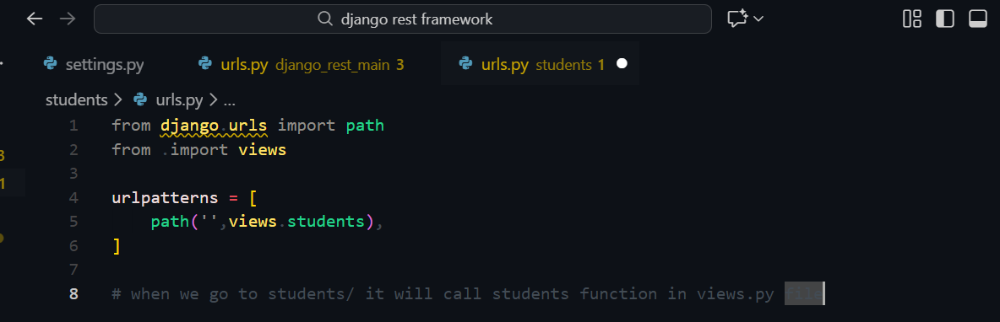 django rest framework
settings.py urls.py django_rest_main 3 urls.py students 1
students > urls.py > ...
1 from django.urls import path
2 from .import views
3
4 urlpatterns = [
5 path('',views.students),
6 ]
7
8 # when we go to students/ it will call students function in views.py file
3
1